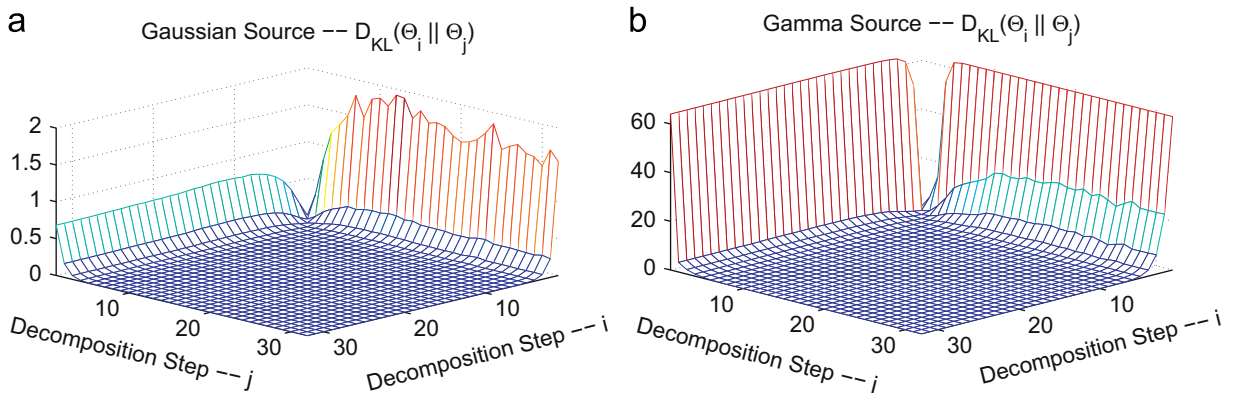 a
Gaussian Source −− D_KL(Θ_i || Θ_j)
2
1.5
1
0.5
0
10
20
30
Decomposition Step −− j
30
20
10
Decomposition Step −− i
b
Gamma Source −− D_KL(Θ_i || Θ_j)
60
40
20
0
10
20
30
Decomposition Step −− j
30
20
10
Decomposition Step −− i